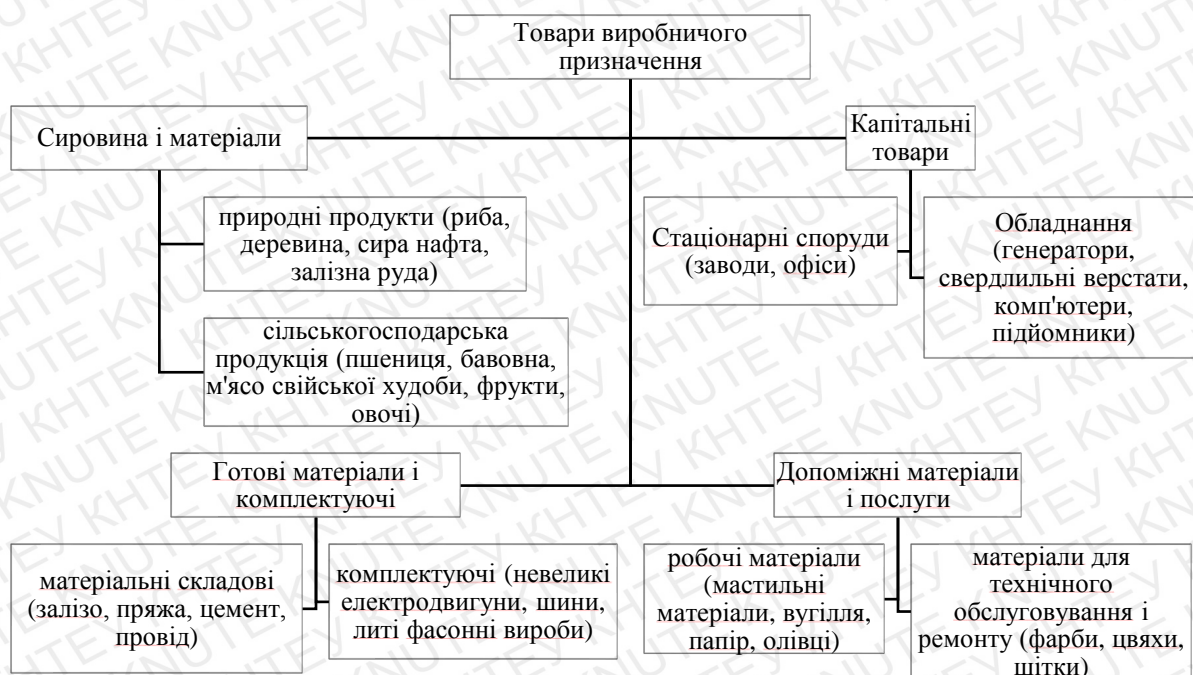 Товари виробничого
призначення
Сировина і матеріали
Капітальні
товари
природні продукти (риба,
деревина, сира нафта,
залізна руда)
Стаціонарні споруди
(заводи, офіси)
Обладнання
(генератори,
свердлильні верстати,
комп'ютери,
підйомники)
сільськогосподарська
продукція (пшениця, бавовна,
м'ясо свійської худоби, фрукти,
овочі)
Готові матеріали і
комплектуючі
Допоміжні матеріали
і послуги
матеріальні складові
(залізо, пряжа, цемент,
провід)
комплектуючі (невеликі
електродвигуни, шини,
литі фасонні вироби)
робочі матеріали
(мастильні
матеріали, вугілля,
папір, олівці)
матеріали для
технічного
обслуговування і
ремонту (фарби, цвяхи,
щітки)